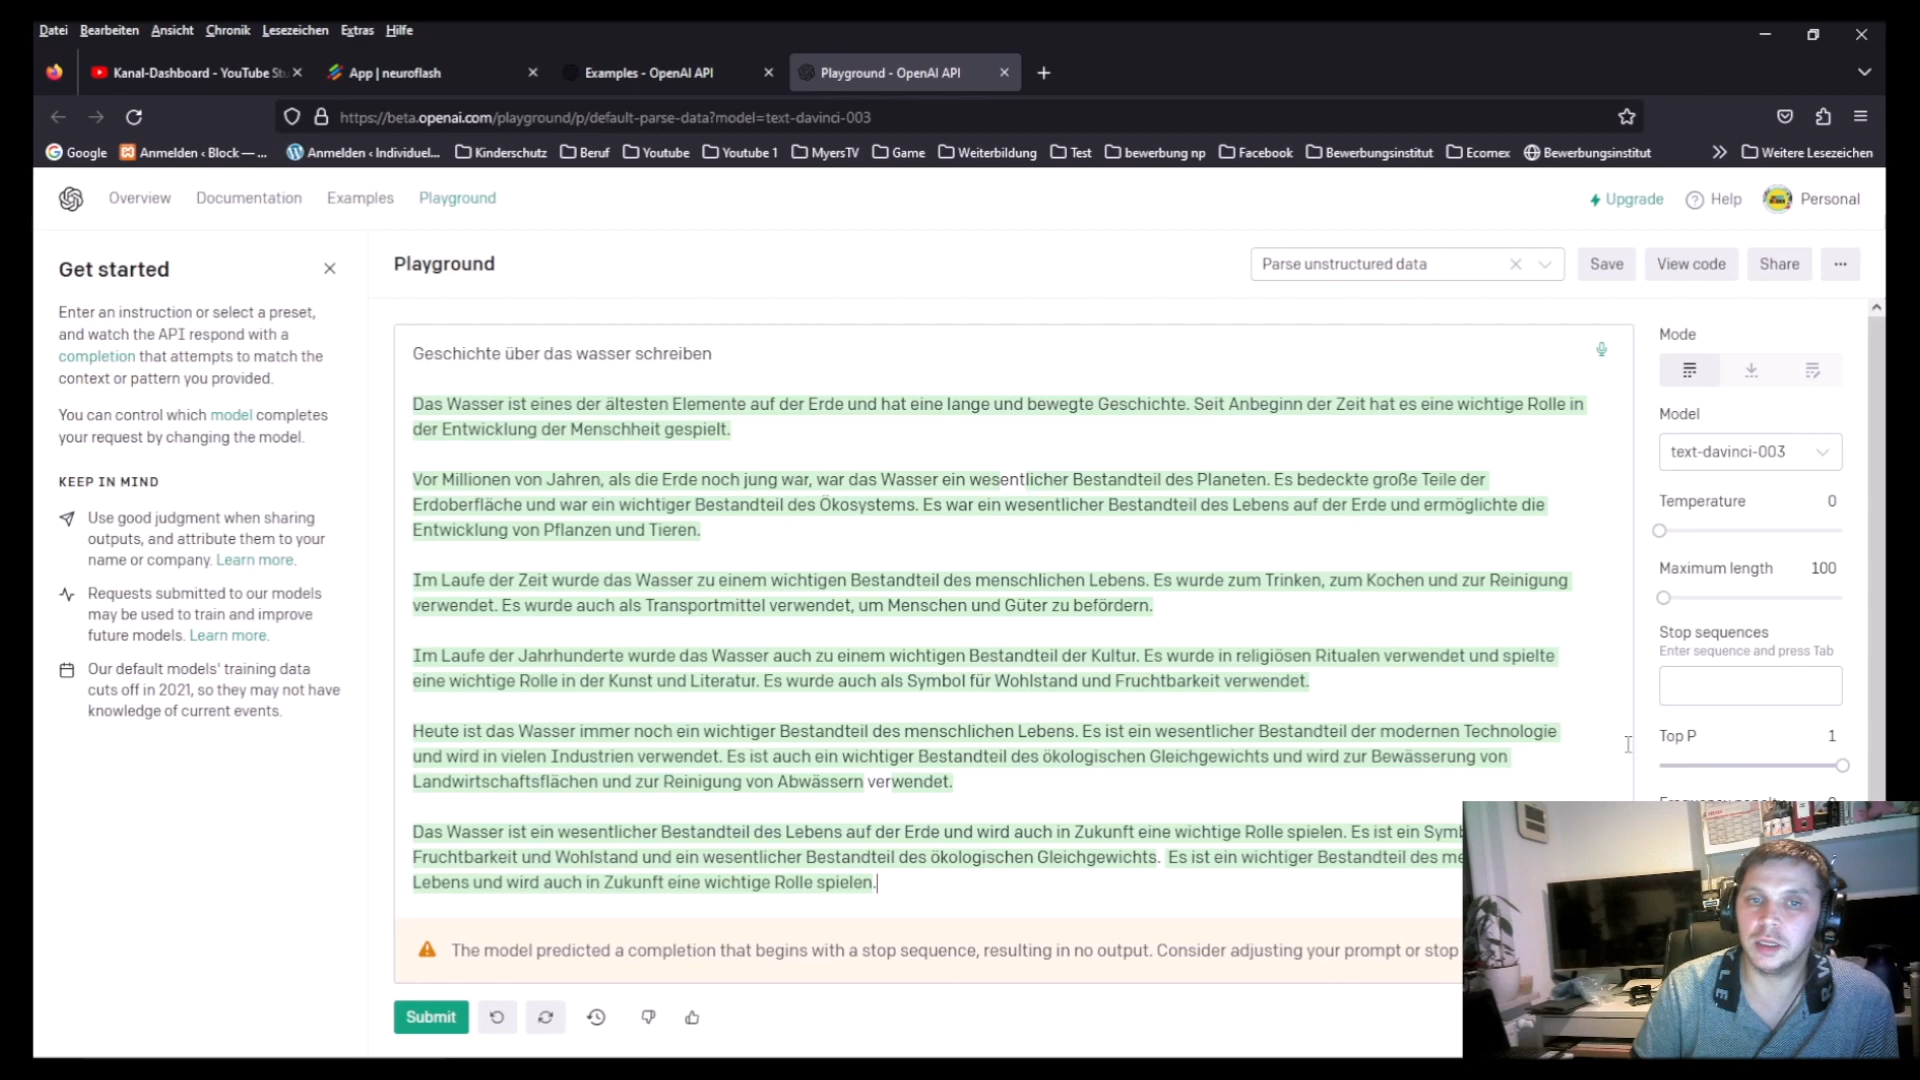 Datei Bearbeiten Ansicht Chronik Lesezeichen Extras Hilfe
Kanal-Dashboard - YouTube Stu
App | neuroflash
Examples - OpenAI API
Playground - OpenAI API
https://beta.openai.com/playground/p/default-parse-data?model=text-davinci-003
Google
Anmelden ‹ Block — ...
Anmelden ‹ Individuel...
Kinderschutz
Beruf
Youtube
Youtube 1
MyersTV
Game
Weiterbildung
Test
bewerbung np
Facebook
Bewerbungsinstitut
Ecomex
Bewerbungsinstitut
Weitere Lesezeichen
Overview Documentation Examples Playground
Upgrade Help Personal
Get started
Enter an instruction or select a preset,
and watch the API respond with a
completion that attempts to match the
context or pattern you provided.
You can control which model completes
your request by changing the model.
KEEP IN MIND
Use good judgment when sharing
outputs, and attribute them to your
name or company. Learn more.
Requests submitted to our models
may be used to train and improve
future models. Learn more.
Our default models' training data
cuts off in 2021, so they may not have
knowledge of current events.
Playground
Parse unstructured data
Save
View code
Share
...
Geschichte über das wasser schreiben
Das Wasser ist eines der ältesten Elemente auf der Erde und hat eine lange und bewegte Geschichte. Seit Anbeginn der Zeit hat es eine wichtige Rolle in
der Entwicklung der Menschheit gespielt.
Vor Millionen von Jahren, als die Erde noch jung war, war das Wasser ein wesentlicher Bestandteil des Planeten. Es bedeckte große Teile der
Erdoberfläche und war ein wichtiger Bestandteil des Ökosystems. Es war ein wesentlicher Bestandteil des Lebens auf der Erde und ermöglichte die
Entwicklung von Pflanzen und Tieren.
Im Laufe der Zeit wurde das Wasser zu einem wichtigen Bestandteil des menschlichen Lebens. Es wurde zum Trinken, zum Kochen und zur Reinigung
verwendet. Es wurde auch als Transportmittel verwendet, um Menschen und Güter zu befördern.
Im Laufe der Jahrhunderte wurde das Wasser auch zu einem wichtigen Bestandteil der Kultur. Es wurde in religiösen Ritualen verwendet und spielte
eine wichtige Rolle in der Kunst und Literatur. Es wurde auch als Symbol für Wohlstand und Fruchtbarkeit verwendet.
Heute ist das Wasser immer noch ein wichtiger Bestandteil des menschlichen Lebens. Es ist ein wesentlicher Bestandteil der modernen Technologie
und wird in vielen Industrien verwendet. Es ist auch ein wichtiger Bestandteil des ökologischen Gleichgewichts und wird zur Bewässerung von
Landwirtschaftsflächen und zur Reinigung von Abwässern verwendet.
Das Wasser ist ein wesentlicher Bestandteil des Lebens auf der Erde und wird auch in Zukunft eine wichtige Rolle spielen. Es ist ein Symb
Fruchtbarkeit und Wohlstand und ein wesentlicher Bestandteil des ökologischen Gleichgewichts. Es ist ein wichtiger Bestandteil des me
Lebens und wird auch in Zukunft eine wichtige Rolle spielen.
The model predicted a completion that begins with a stop sequence, resulting in no output. Consider adjusting your prompt or stop
Submit
Mode
Model
text-davinci-003
Temperature 0
Maximum length 100
Stop sequences
Enter sequence and press Tab
Top P 1